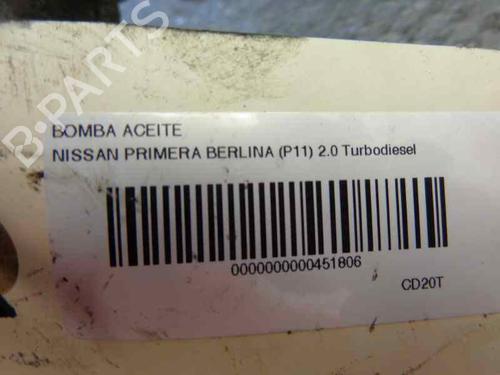 B-PARTS
BOMBA ACEITE
NISSAN PRIMERA BERLINA (P11) 2.0 Turbodiesel
0000000000451806
CD20T